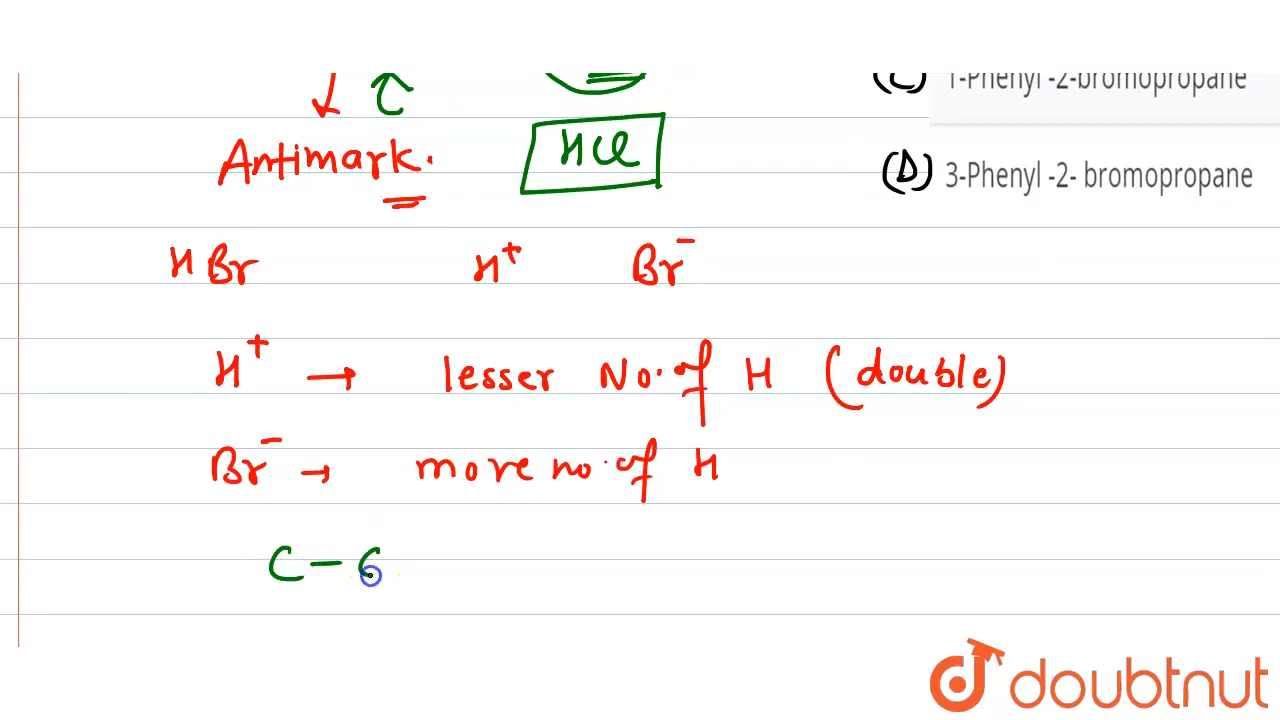 (C) 1-Phenyl -2-bromopropane
Antimark.
HCl
(D) 3-Phenyl -2- bromopropane
HBr H+ Br-
H+ → lesser No. of H (double)
Br- → more no. of H
C - C
doubtnut